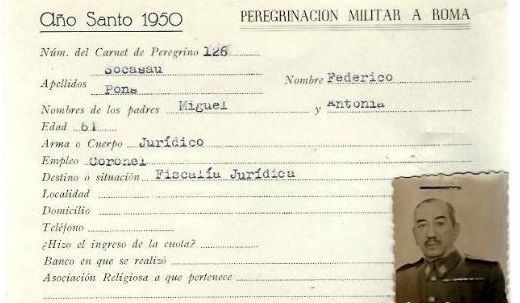 Año Santo 1950
PEREGRINACION MILITAR A ROMA
Núm. del Carnet de Peregrino 126
Apellidos Socasau Pons
Nombre Federico
Nombres de los padres Miguel y Antonia
Edad 61
Arma o Cuerpo Jurídico
Empleo Coronel
Destino o situación Fiscalía Jurídica
Localidad
Domicilio
Teléfono
¿Hizo el ingreso de la cuota?
Banco en que se realizó
Asociación Religiosa a que pertenece